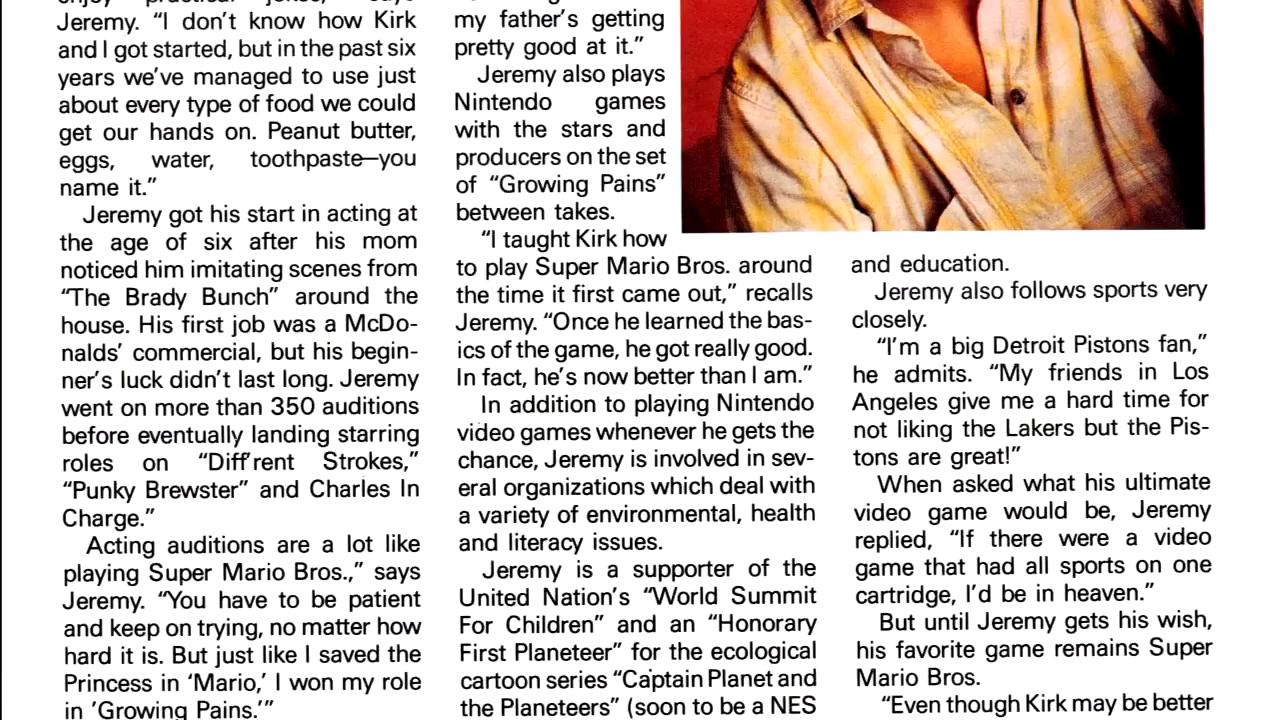 enjoy practical jokes," says
Jeremy. “I don’t know how Kirk
and I got started, but in the past six
years we’ve managed to use just
about every type of food we could
get our hands on. Peanut butter,
eggs, water, toothpaste—you
name it.”
Jeremy got his start in acting at
the age of six after his mom
noticed him imitating scenes from
“The Brady Bunch” around the
house. His first job was a McDo-
nalds’ commercial, but his begin-
ner’s luck didn’t last long. Jeremy
went on more than 350 auditions
before eventually landing starring
roles on “Diff’rent Strokes,”
“Punky Brewster” and Charles In
Charge.”
Acting auditions are a lot like
playing Super Mario Bros.,” says
Jeremy. “You have to be patient
and keep on trying, no matter how
hard it is. But just like I saved the
Princess in ‘Mario,’ I won my role
in ‘Growing Pains.’”
my father’s getting
pretty good at it.”
Jeremy also plays
Nintendo games
with the stars and
producers on the set
of “Growing Pains”
between takes.
“I taught Kirk how
to play Super Mario Bros. around
the time it first came out,” recalls
Jeremy. “Once he learned the bas-
ics of the game, he got really good.
In fact, he’s now better than I am.”
In addition to playing Nintendo
video games whenever he gets the
chance, Jeremy is involved in sev-
eral organizations which deal with
a variety of environmental, health
and literacy issues.
Jeremy is a supporter of the
United Nation’s “World Summit
For Children” and an “Honorary
First Planeteer” for the ecological
cartoon series “Captain Planet and
the Planeteers” (soon to be a NES
and education.
Jeremy also follows sports very
closely.
“I’m a big Detroit Pistons fan,”
he admits. “My friends in Los
Angeles give me a hard time for
not liking the Lakers but the Pis-
tons are great!”
When asked what his ultimate
video game would be, Jeremy
replied, “If there were a video
game that had all sports on one
cartridge, I’d be in heaven.”
But until Jeremy gets his wish,
his favorite game remains Super
Mario Bros.
“Even though Kirk may be better